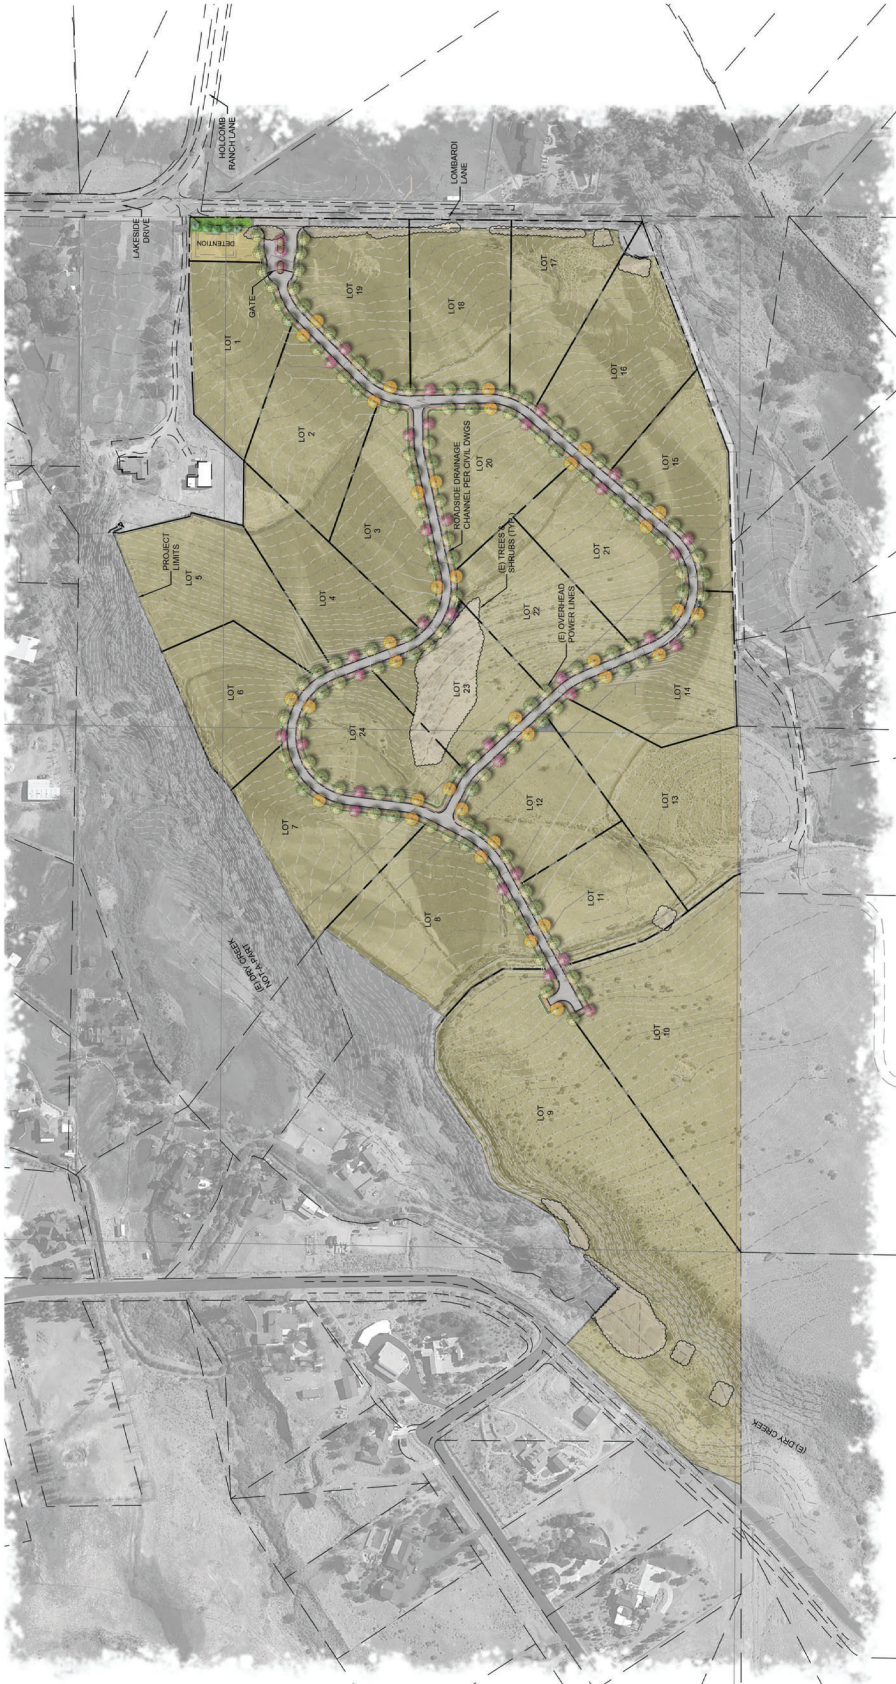 HOLCOMB
RANCH LANE
LOMBARDI
LANE
LAKESIDE
DRIVE
DETENTION
GATE
LOT
1
LOT
19
LOT
18
LOT
17
LOT
2
LOT
16
LOT
20
LOT
15
ROADSIDE DRAINAGE
CHANNEL PER CIVIL DWGS
LOT
3
PROJECT
LIMITS
LOT
5
LOT
4
(E) TREES &
SHRUBS (TYP.)
LOT
21
LOT
22
(E) OVERHEAD
POWER LINES
LOT
6
LOT
23
LOT
14
LOT
24
LOT
7
LOT
12
LOT
13
LOT
11
LOT
8
(E) DRY CREEK
NOT-A-PART
LOT
10
LOT
9
(E) DRY CREEK